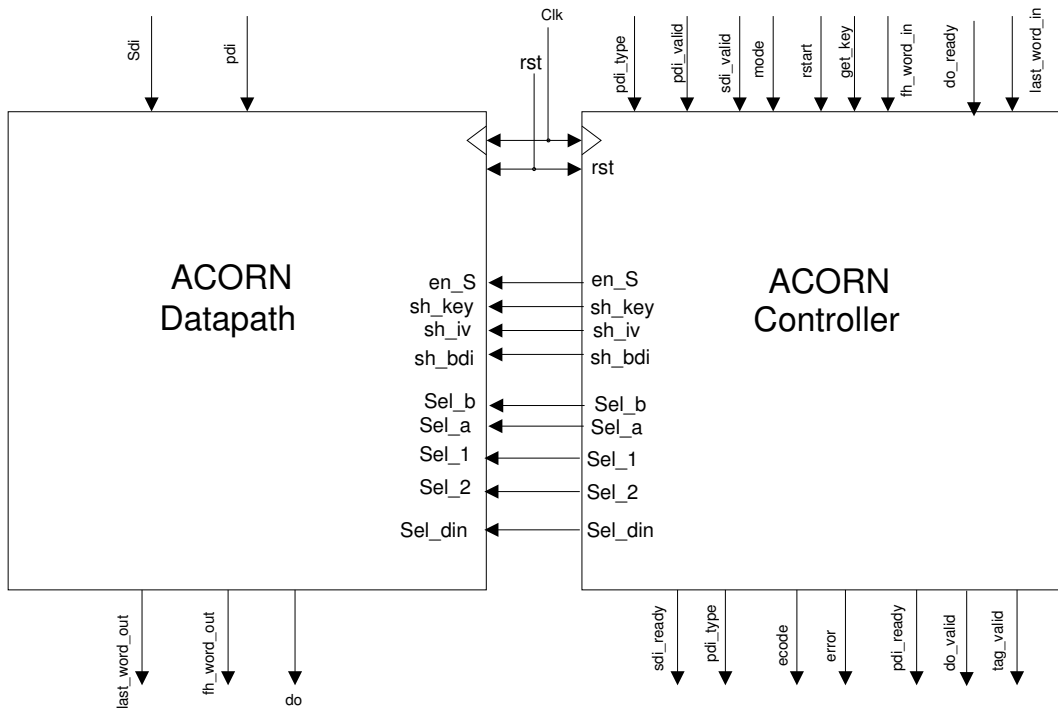 Sdi
pdi
Clk
rst
pdi_type
pdi_valid
sdi_valid
mode
rstart
get_key
fh_word_in
do_ready
last_word_in
rst
ACORN
Datapath
ACORN
Controller
en_S
en_S
sh_key
sh_key
sh_iv
sh_iv
sh_bdi
sh_bdi
Sel_b
Sel_b
Sel_a
Sel_a
Sel_1
Sel_1
Sel_2
Sel_2
Sel_din
Sel_din
last_word_out
fh_word_out
do
sdi_ready
pdi_type
ecode
error
pdi_ready
do_valid
tag_valid